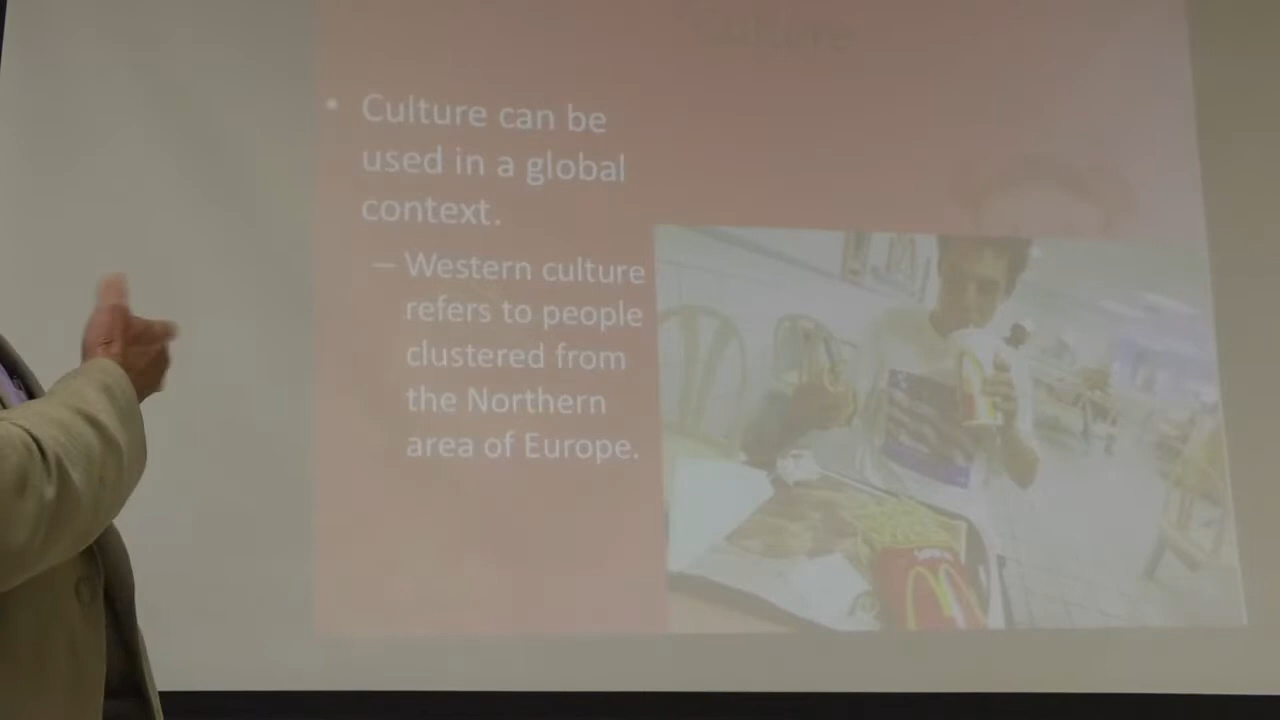 Culture
• Culture can be
used in a global
context.
– Western culture
refers to people
clustered from
the Northern
area of Europe.